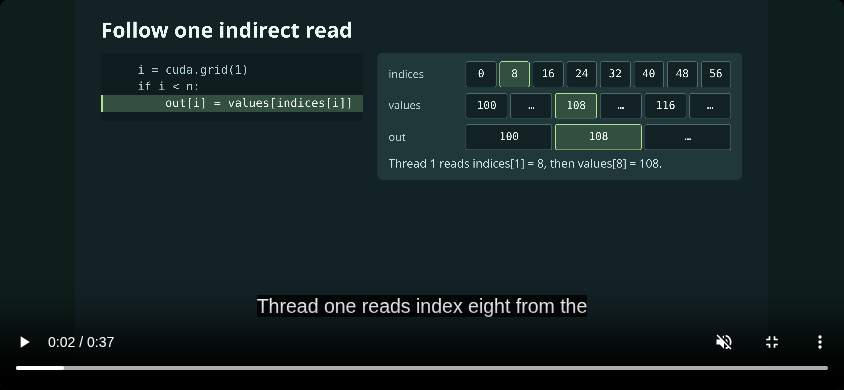 Follow one indirect read
i = cuda.grid(1)
if i < n:
out[i] = values[indices[i]]
indices 0 8 16 24 32 40 48 56
values 100 … 108 … 116 …
out 100 108 …
Thread 1 reads indices[1] = 8, then values[8] = 108.
Thread one reads index eight from the
0:02 / 0:37